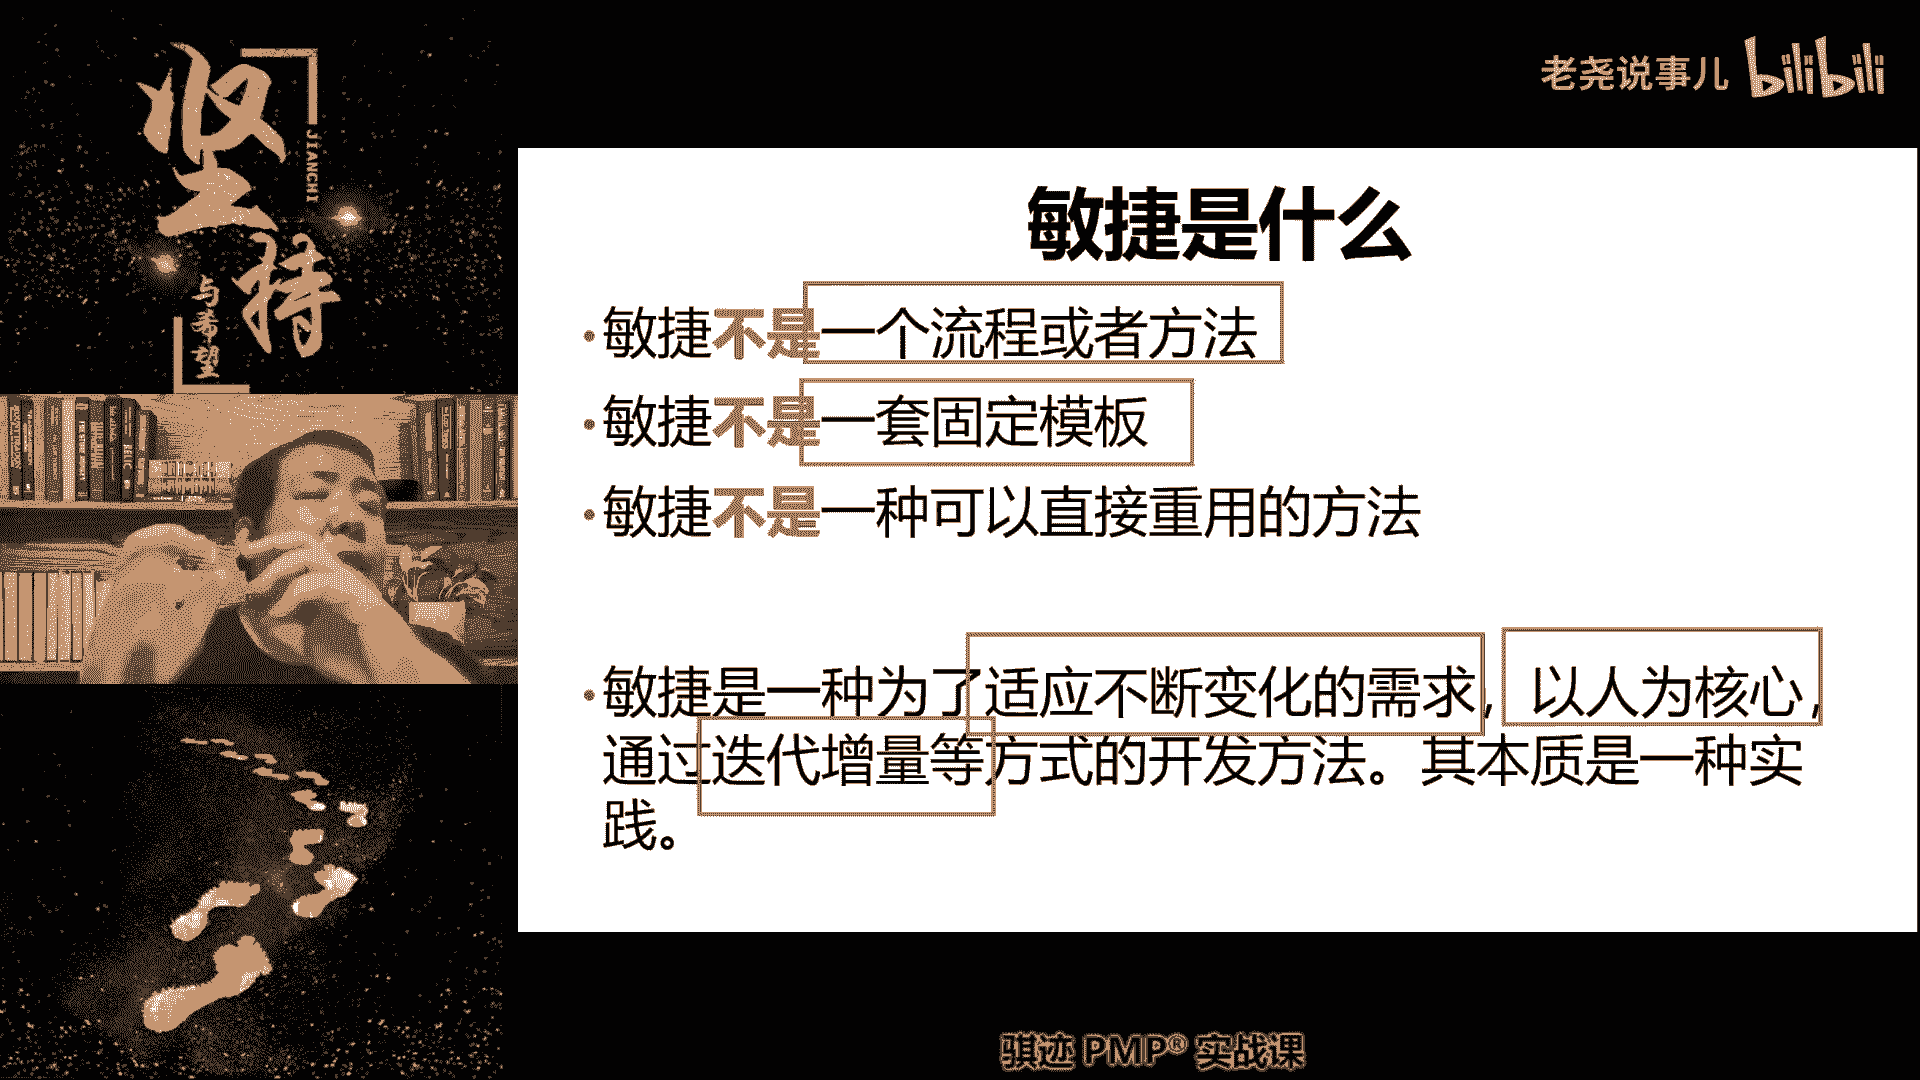 坚持
JIANCHI
与希望
老尧说事儿 bilibili
敏捷是什么
•敏捷不是一个流程或者方法
•敏捷不是一套固定模板
•敏捷不是一种可以直接重用的方法
•敏捷是一种为了适应不断变化的需求，以人为核心，
通过迭代增量等方式的开发方法。其本质是一种实
践。
骐迹 PMP® 实战课